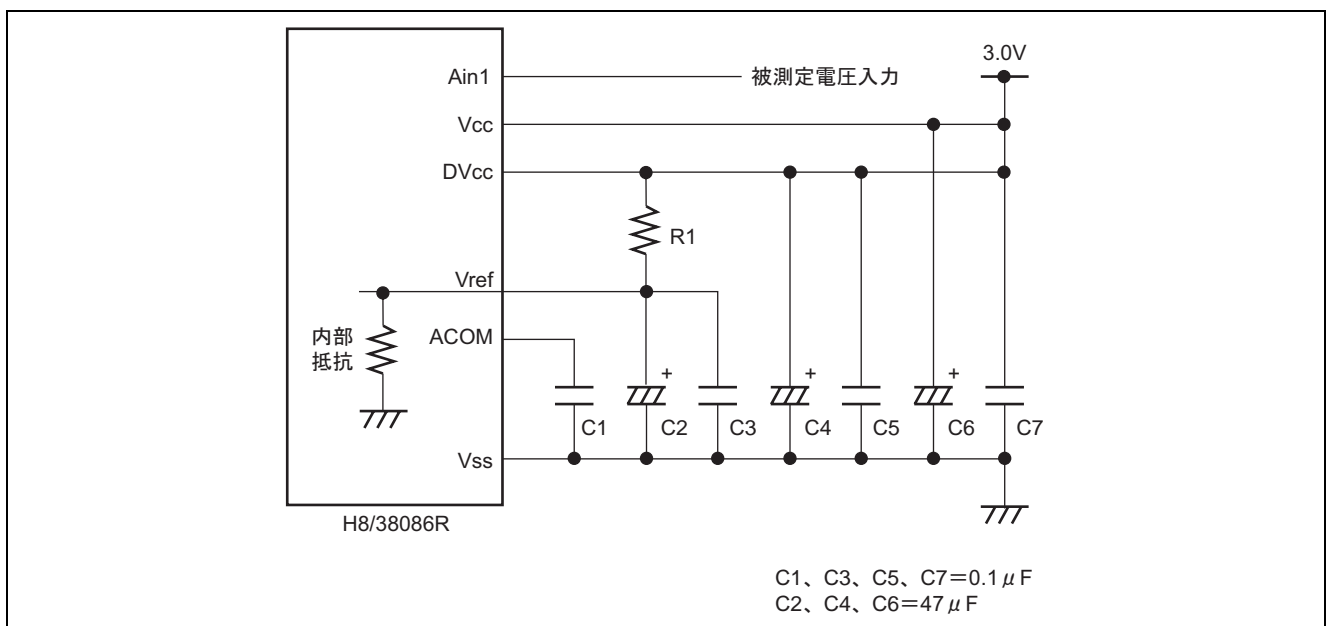 3.0V
Ain1
被測定電圧入力
Vcc
DVcc
R1
Vref
内部
抵抗
ACOM
+
+
+
C1
C2
C3
C4
C5
C6
C7
Vss
H8/38086R
C1、C3、C5、C7＝0.1μF
C2、C4、C6＝47μF